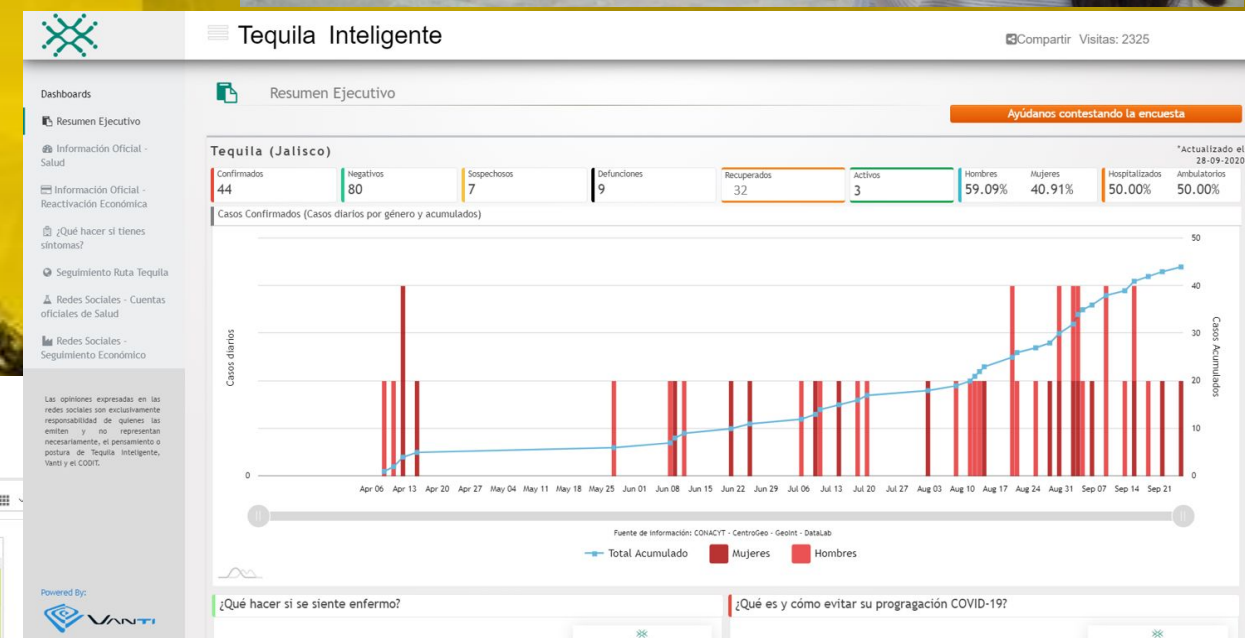 Tequila Inteligente
Compartir Visitas: 2325
Dashboards
Resumen Ejecutivo
Información Oficial -
Salud
Información Oficial -
Reactivación Económica
¿Qué hacer si tienes
síntomas?
Seguimiento Ruta Tequila
Redes Sociales - Cuentas
oficiales de Salud
Redes Sociales -
Seguimiento Económico
Las opiniones expresadas en las
redes sociales son exclusivamente
responsabilidad de quienes las
emiten y no representan
necesariamente, el pensamiento o
postura de Tequila Inteligente,
Vanti y el CODIT.
Powered By:
VANTI
Resumen Ejecutivo
Ayúdanos contestando la encuesta
Tequila (Jalisco)
*Actualizado el
28-09-2020
Confirmados Negativos Sospechosos Defunciones Recuperados Activos Hombres Mujeres Hospitalizados Ambulatorios
44 80 7 9 32 3 59.09% 40.91% 50.00% 50.00%
Casos Confirmados (Casos diarios por género y acumulados)
50
40
30
20
10
0
Casos diarios
Casos Acumulados
0
Apr 06 Apr 13 Apr 20 Apr 27 May 04 May 11 May 18 May 25 Jun 01 Jun 08 Jun 15 Jun 22 Jun 29 Jul 06 Jul 13 Jul 20 Jul 27 Aug 03 Aug 10 Aug 17 Aug 24 Aug 31 Sep 07 Sep 14 Sep 21
Fuente de información: CONACYT - CentroGeo - GeoInt - DataLab
Total Acumulado Mujeres Hombres
¿Qué hacer si se siente enfermo?
¿Qué es y cómo evitar su progragación COVID-19?